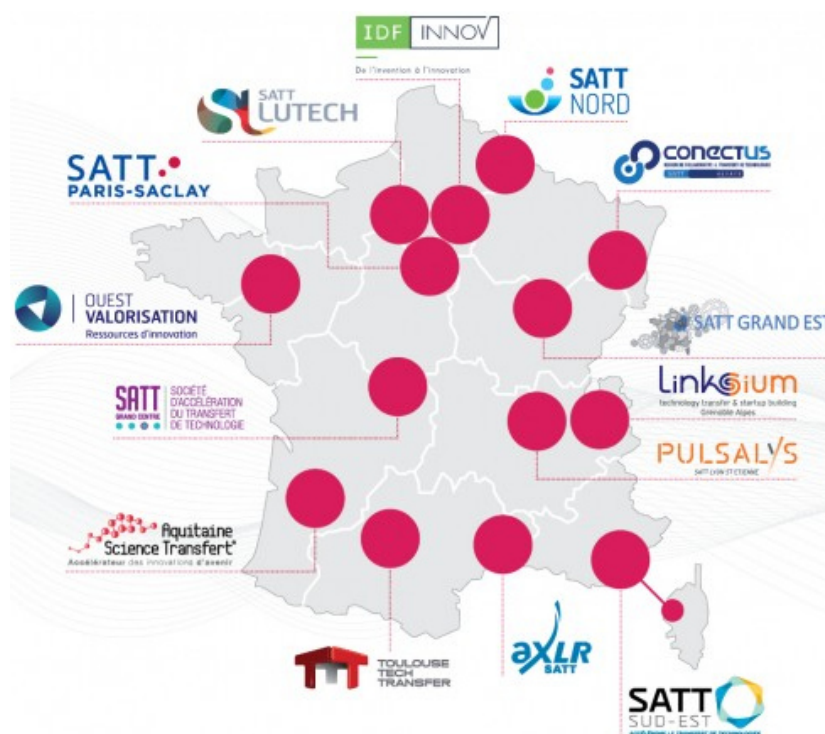 IDF INNOV
De l'invention à l'innovation
SATT
LUTECH
SATT
NORD
SATT
PARIS-SACLAY
CONECTUS
OUEST
VALORISATION
Ressources d'innovation
SATT GRAND EST
Linksium
technology transfer & startup building
Grenoble Alpes
SATT
GRAND CENTRE
SOCIÉTÉ
D'ACCÉLÉRATION
DU TRANSFERT
DE TECHNOLOGIE
PULSALYS
SATT LYON ST ETIENNE
Aquitaine
Science Transfert
Accélérateur des innovations d'avenir
TTT
TOULOUSE
TECH
TRANSFER
aXLR
SATT
SATT
SUD-EST